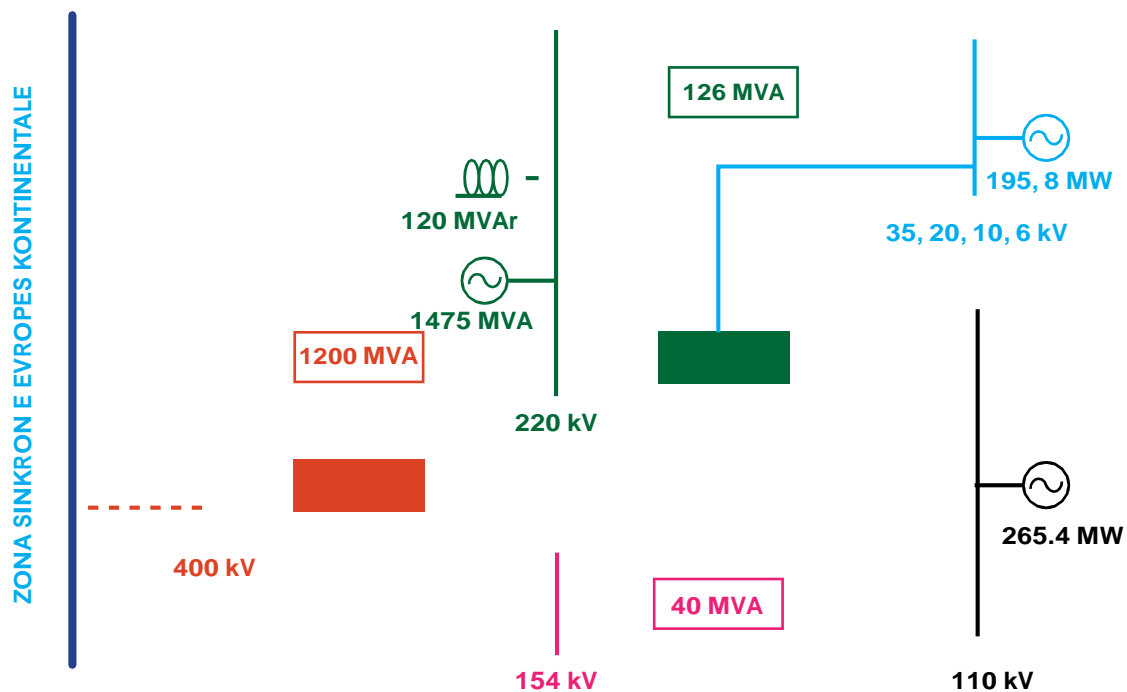 ZONA SINKRON E EVROPES KONTINENTALE
126 MVA
195, 8 MW
120 MVAr
35, 20, 10, 6 kV
1475 MVA
1200 MVA
220 kV
265.4 MW
400 kV
40 MVA
154 kV
110 kV